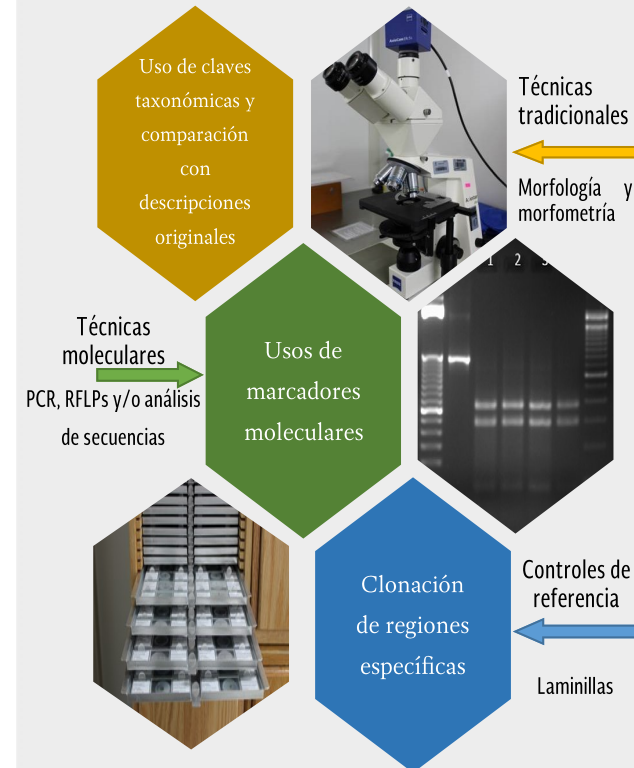 Uso de claves
taxonómicas y
comparación
con
descripciones
originales
Técnicas
tradicionales
Morfología y
morfometría
1 2 3
Técnicas
moleculares
PCR, RFLPs y/o análisis
de secuencias
Usos de
marcadores
moleculares
Clonación
de regiones
específicas
Controles de
referencia
Laminillas